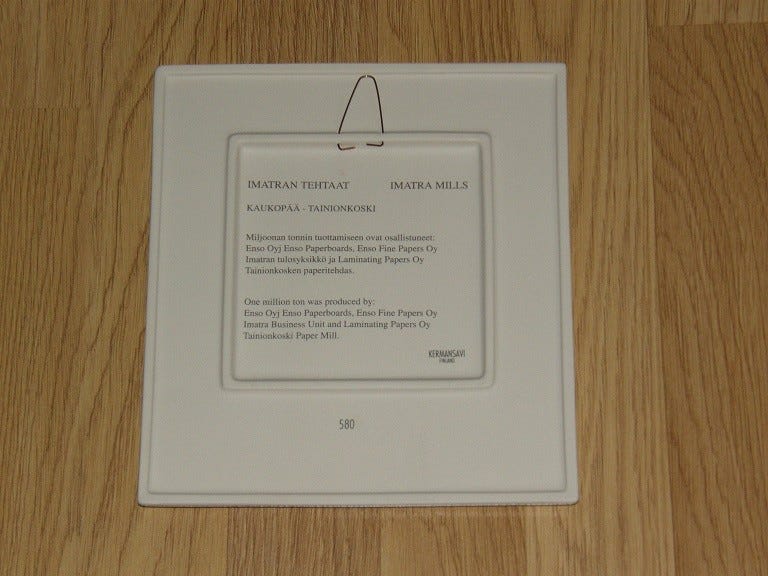 IMATRAN TEHTAAT IMATRA MILLS
KAUKOPÄÄ - TAINIONKOSKI
Miljoonan tonnin tuottamiseen ovat osallistuneet:
Enso Oyj Enso Paperboards, Enso Fine Papers Oy
Imatran tulosyksikkö ja Laminating Papers Oy
Tainionkosken paperitehdas.
One million ton was produced by:
Enso Oyj Enso Paperboards, Enso Fine Papers Oy
Imatra Business Unit and Laminating Papers Oy
Tainionkoski Paper Mill.
KERMANSAVI
FINLAND
580